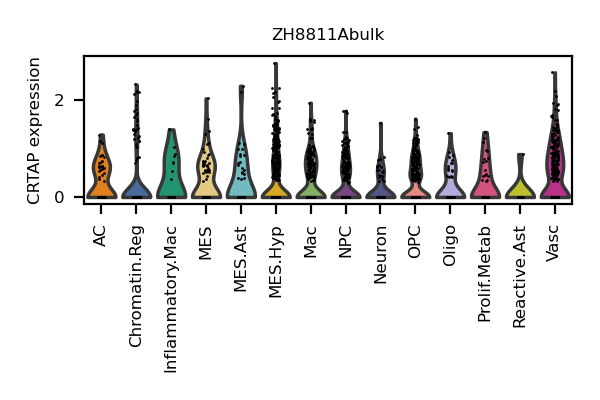 ZH8811Abulk
CRTAP expression
2
0
AC
Chromatin.Reg
Inflammatory.Mac
MES
MES.Ast
MES.Hyp
Mac
NPC
Neuron
OPC
Oligo
Prolif.Metab
Reactive.Ast
Vasc